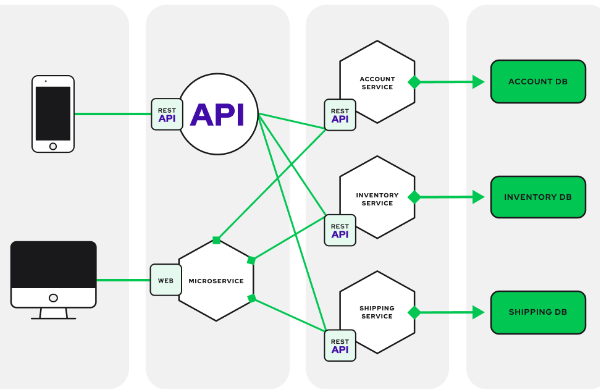 REST
API
API
WEB
MICROSERVICE
ACCOUNT
SERVICE
REST
API
INVENTORY
SERVICE
REST
API
SHIPPING
SERVICE
REST
API
ACCOUNT DB
INVENTORY DB
SHIPPING DB